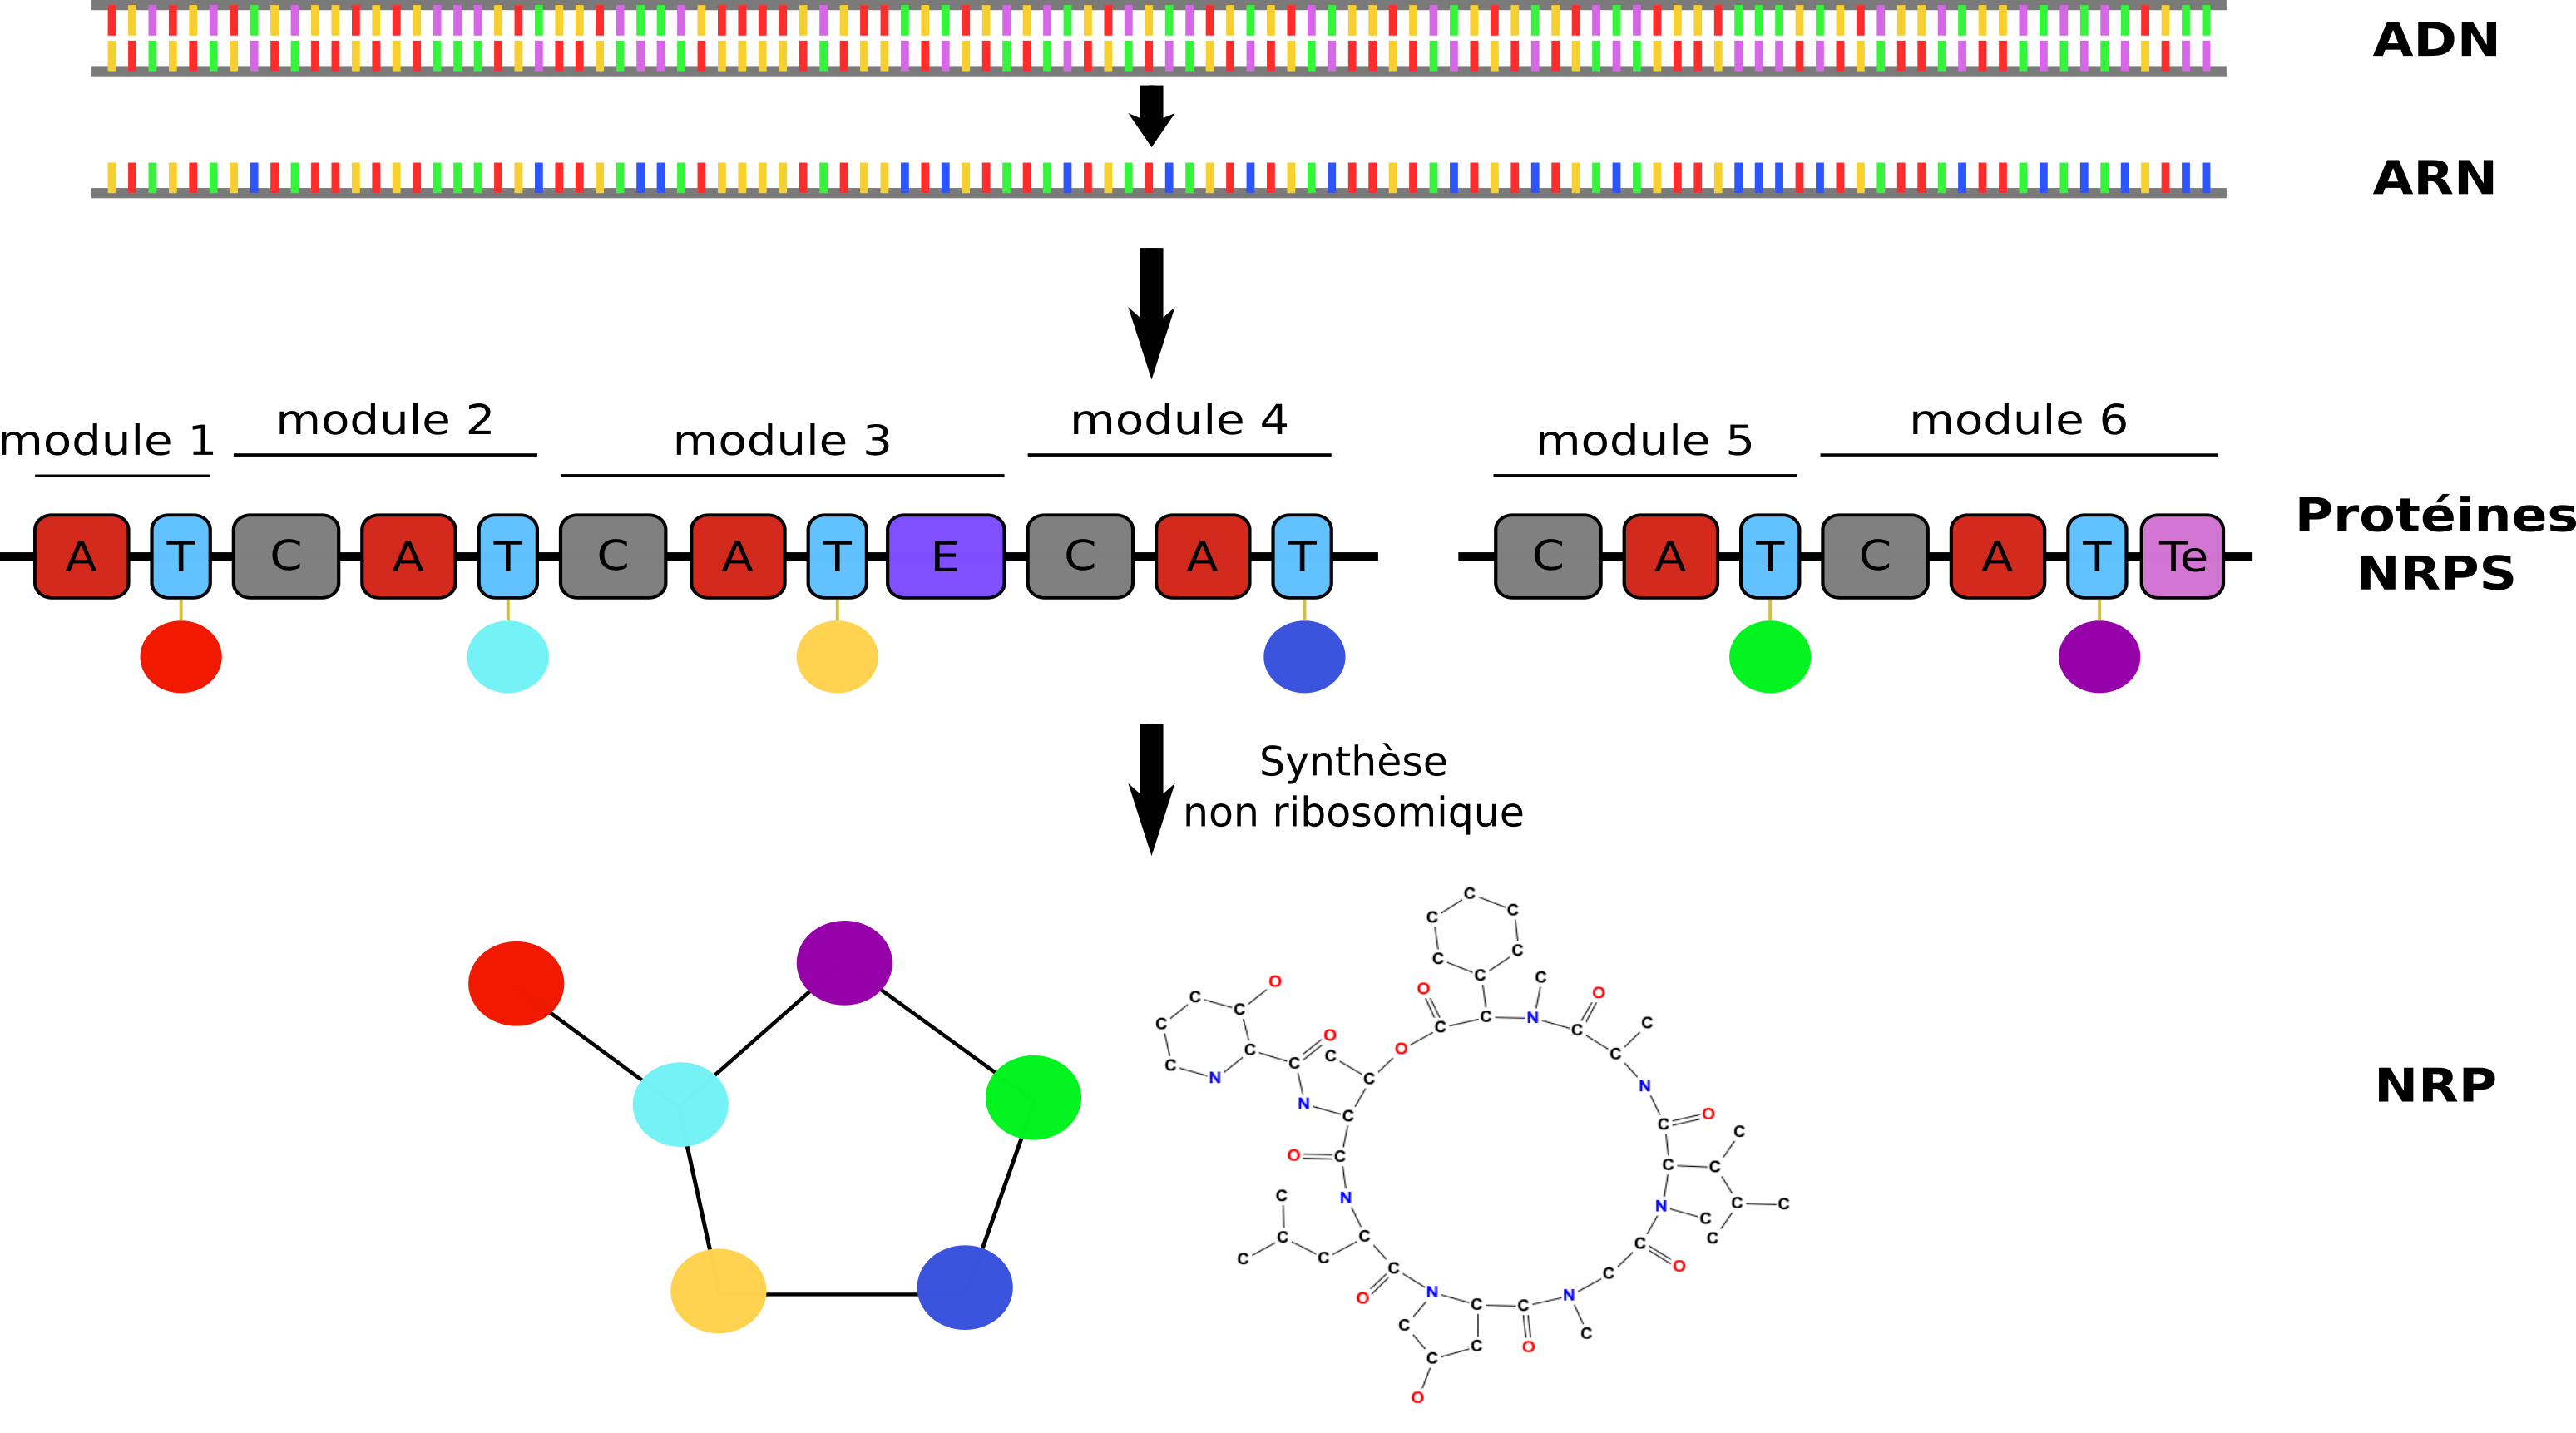 ADN
ARN
module 1
module 2
module 3
module 4
module 5
module 6
A T C A T C A T E C A T
C A T C A T Te
Protéines
NRPS
Synthèse
non ribosomique
C
C C
C C
C C
O
C O C O
C
C C N C
C C O C
C O C
C N C C N
N C C O
C
O C C C
N N C C
C
C C C
C C C
C C O
C N C
O C C N
C C
C C O
O
NRP